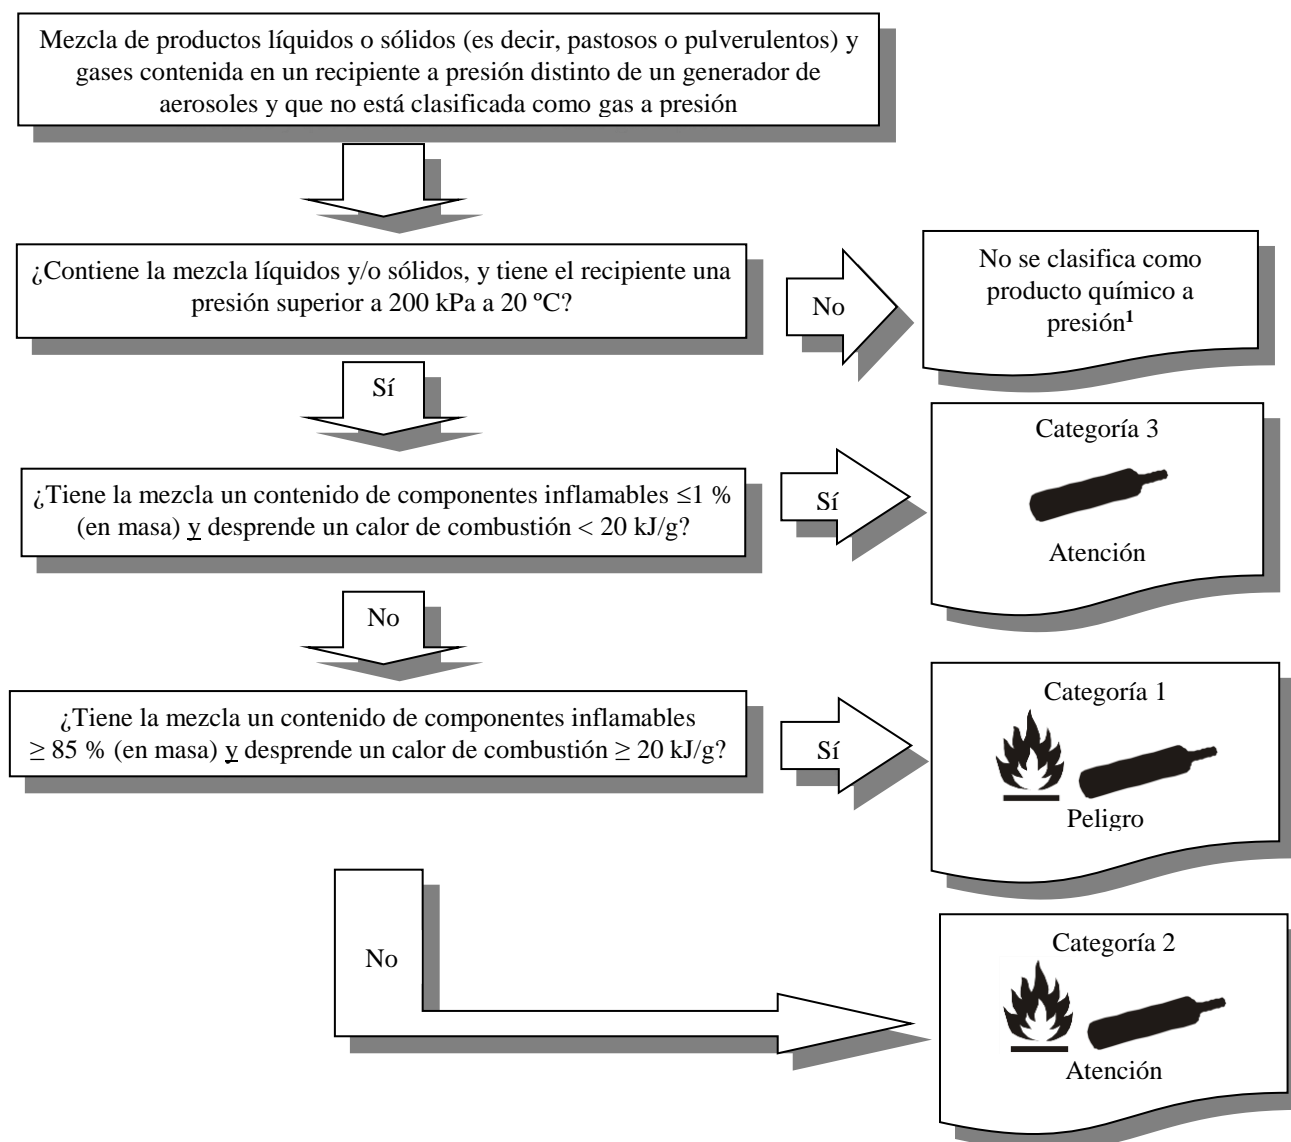 Mezcla de productos líquidos o sólidos (es decir, pastosos o pulverulentos) y
gases contenida en un recipiente a presión distinto de un generador de
aerosoles y que no está clasificada como gas a presión
¿Contiene la mezcla líquidos y/o sólidos, y tiene el recipiente una
presión superior a 200 kPa a 20 ºC?
No
No se clasifica como
producto químico a
presión¹
Sí
¿Tiene la mezcla un contenido de componentes inflamables ≤1 %
(en masa) y desprende un calor de combustión < 20 kJ/g?
Sí
Categoría 3
Atención
No
¿Tiene la mezcla un contenido de componentes inflamables
≥ 85 % (en masa) y desprende un calor de combustión ≥ 20 kJ/g?
Sí
Categoría 1
Peligro
No
Categoría 2
Atención